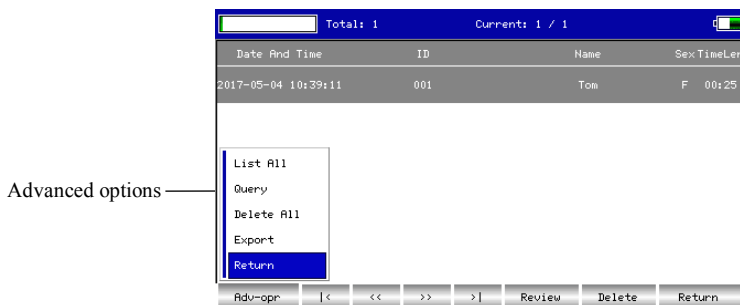 Total: 1 Current: 1 / 1
Date And Time ID Name Sex TimeLen
2017-05-04 10:39:11 001 Tom F 00:25
List All
Advanced options
Query
Delete All
Export
Return
Adv-opr |< << >> >| Review Delete Return